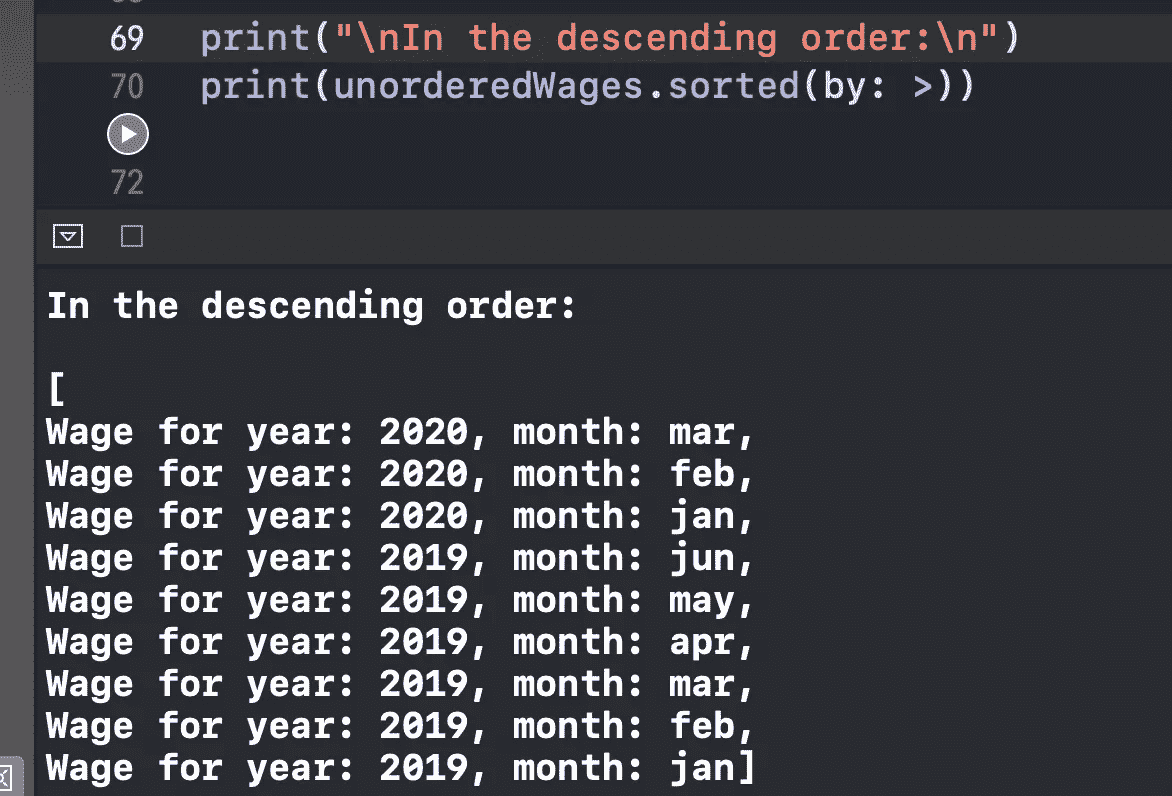 69 print("\nIn the descending order:\n")
70 print(unorderedWages.sorted(by: >))
72
In the descending order:
[
Wage for year: 2020, month: mar,
Wage for year: 2020, month: feb,
Wage for year: 2020, month: jan,
Wage for year: 2019, month: jun,
Wage for year: 2019, month: may,
Wage for year: 2019, month: apr,
Wage for year: 2019, month: mar,
Wage for year: 2019, month: feb,
Wage for year: 2019, month: jan]